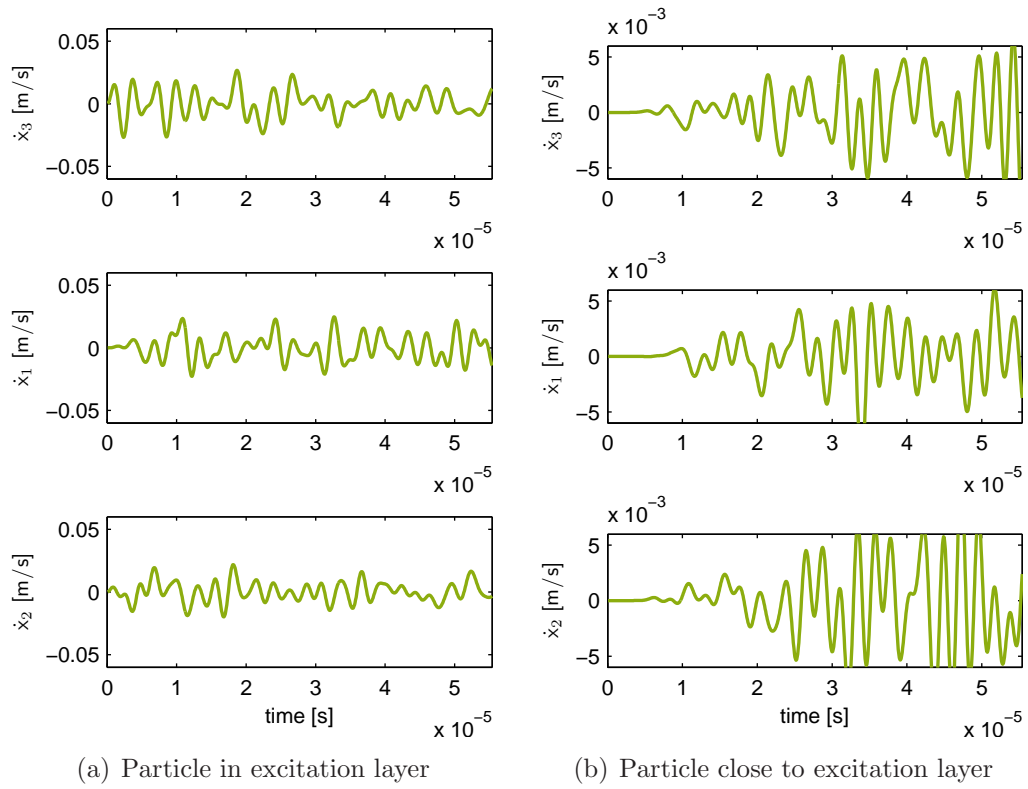 0.05
0
−0.05
ẋ₃ [m/s]
0 1 2 3 4 5
x 10⁻⁵
0.05
0
−0.05
ẋ₁ [m/s]
0 1 2 3 4 5
x 10⁻⁵
0.05
0
−0.05
ẋ₂ [m/s]
0 1 2 3 4 5
time [s]
x 10⁻⁵
(a) Particle in excitation layer
x 10⁻³
5
0
−5
ẋ₃ [m/s]
0 1 2 3 4 5
x 10⁻⁵
x 10⁻³
5
0
−5
ẋ₁ [m/s]
0 1 2 3 4 5
x 10⁻⁵
x 10⁻³
5
0
−5
ẋ₂ [m/s]
0 1 2 3 4 5
time [s]
x 10⁻⁵
(b) Particle close to excitation layer